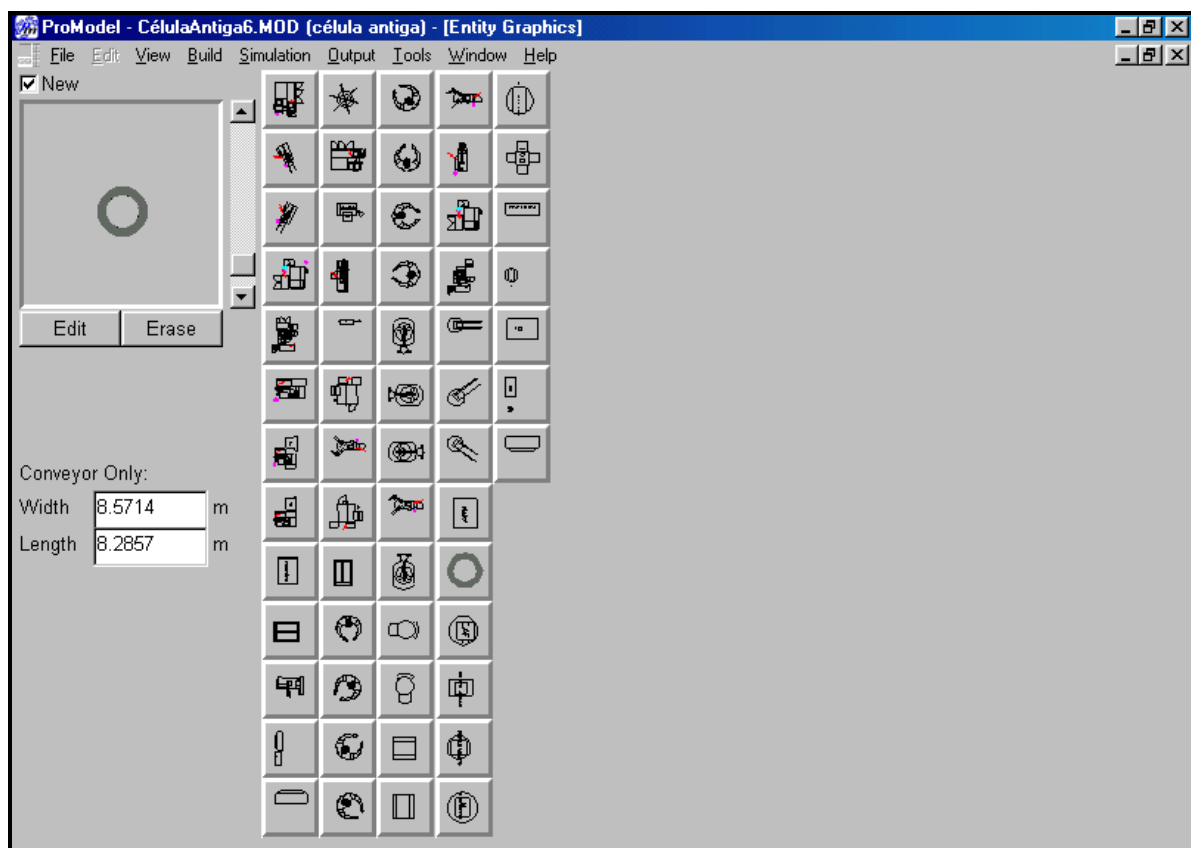 ProModel - CélulaAntiga6.MOD (célula antiga) - [Entity Graphics]
File Edit View Build Simulation Output Tools Window Help
New
Edit Erase
Conveyor Only:
Width 8.5714 m
Length 8.2857 m